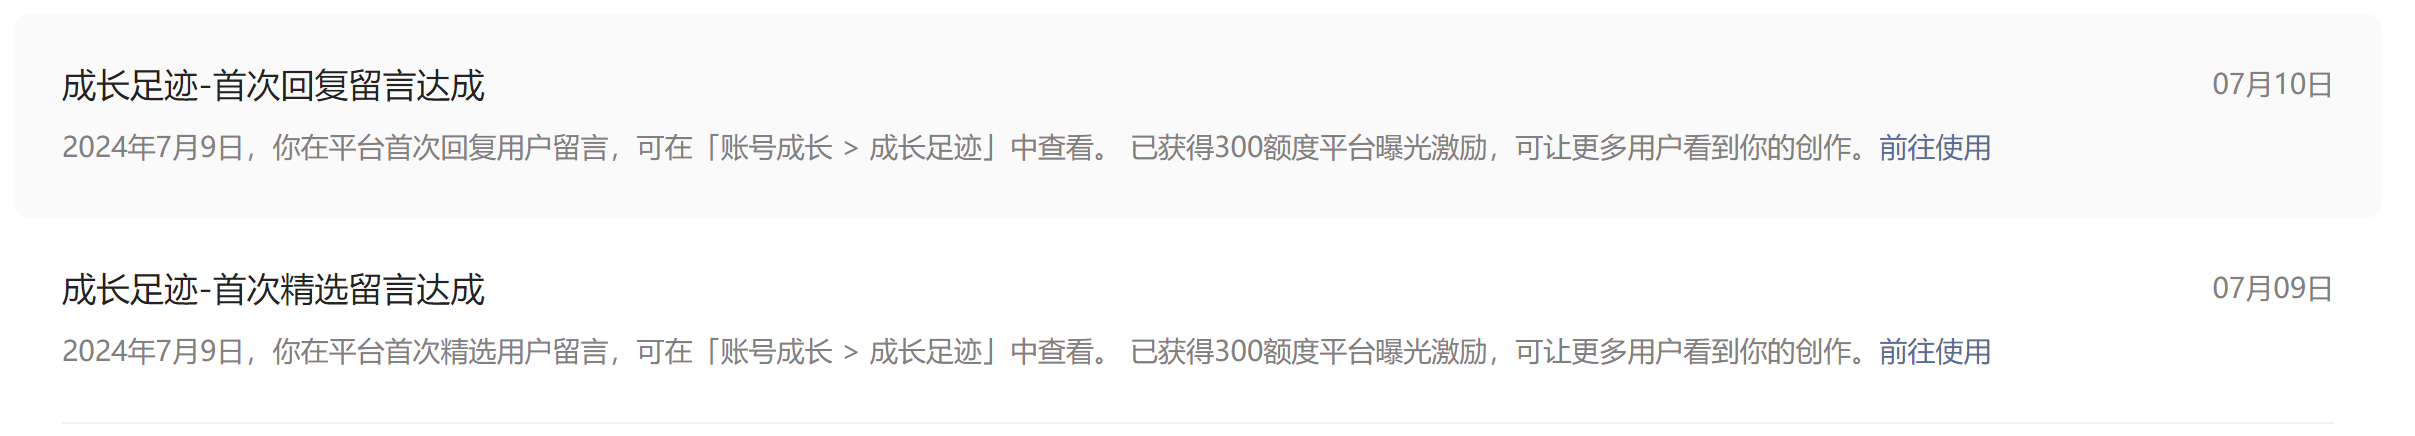 成长足迹-首次回复留言达成
07月10日
2024年7月9日，你在平台首次回复用户留言，可在「账号成长 > 成长足迹」中查看。 已获得300额度平台曝光激励，可让更多用户看到你的创作。前往使用
成长足迹-首次精选留言达成
07月09日
2024年7月9日，你在平台首次精选用户留言，可在「账号成长 > 成长足迹」中查看。 已获得300额度平台曝光激励，可让更多用户看到你的创作。前往使用